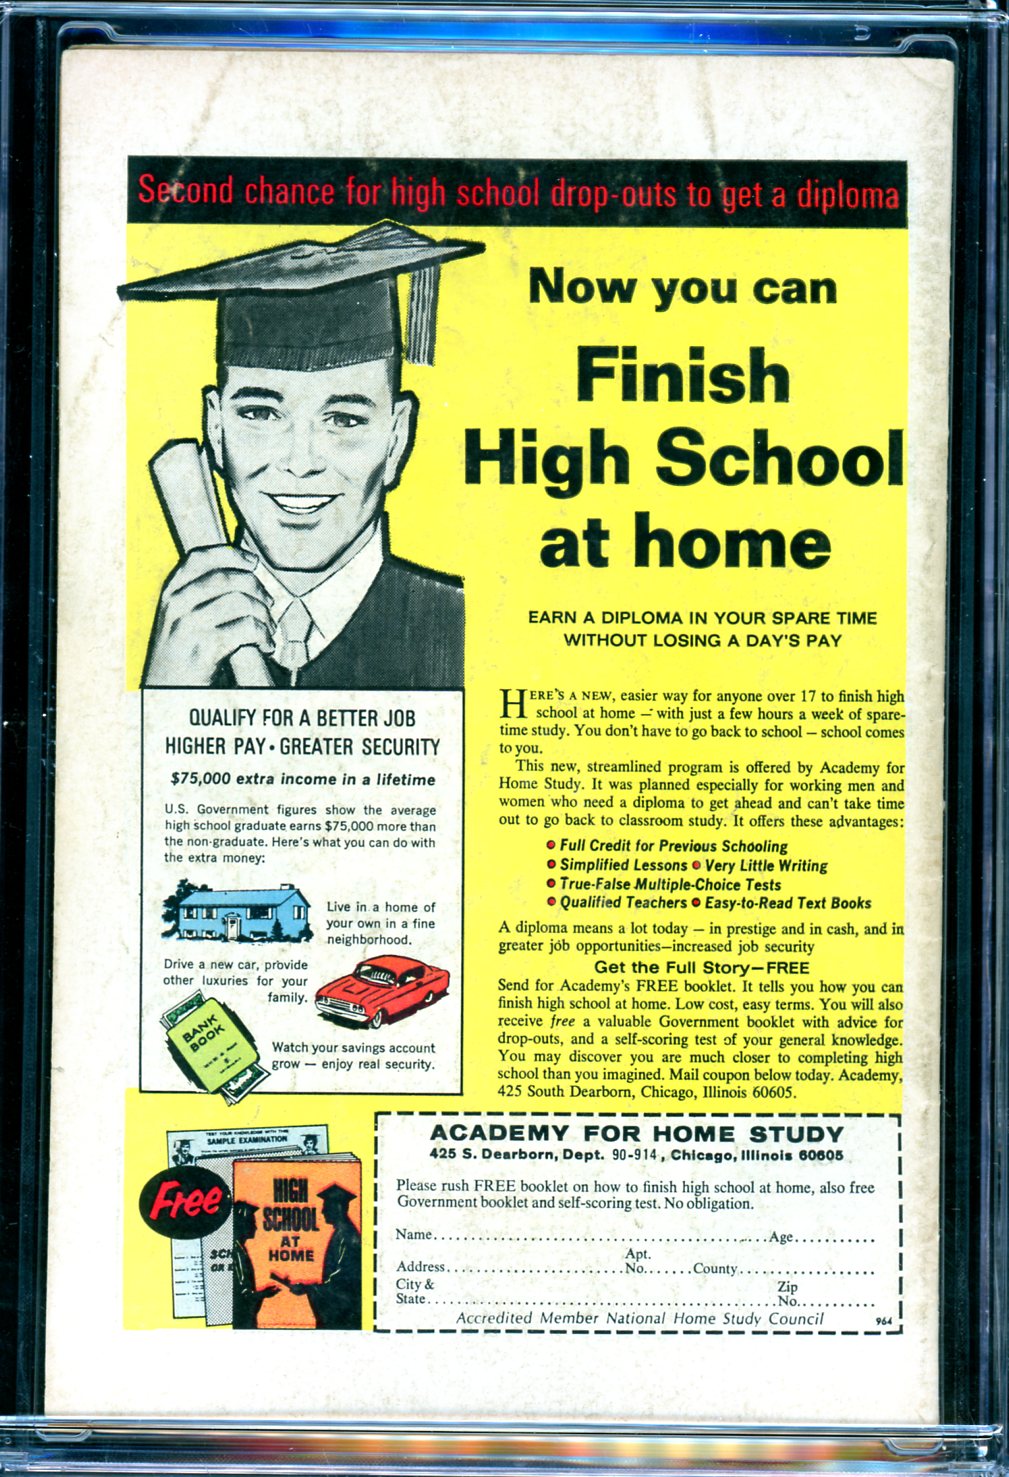 Second chance for high school drop-outs to get a diploma
Now you can
Finish
High School
at home
EARN A DIPLOMA IN YOUR SPARE TIME
WITHOUT LOSING A DAY'S PAY
QUALIFY FOR A BETTER JOB
HIGHER PAY • GREATER SECURITY
$75,000 extra income in a lifetime
U.S. Government figures show the average
high school graduate earns $75,000 more than
the non-graduate. Here's what you can do with
the extra money:
Live in a home of
your own in a fine
neighborhood.
Drive a new car, provide
other luxuries for your
family.
BANK
BOOK
Watch your savings account
grow — enjoy real security.
HERE'S A NEW, easier way for anyone over 17 to finish high
school at home — with just a few hours a week of spare-
time study. You don't have to go back to school — school comes
to you.
This new, streamlined program is offered by Academy for
Home Study. It was planned especially for working men and
women who need a diploma to get ahead and can't take time
out to go back to classroom study. It offers these advantages:
• Full Credit for Previous Schooling
• Simplified Lessons • Very Little Writing
• True-False Multiple-Choice Tests
• Qualified Teachers • Easy-to-Read Text Books
A diploma means a lot today — in prestige and in cash, and in
greater job opportunities—increased job security
Get the Full Story—FREE
Send for Academy's FREE booklet. It tells you how you can
finish high school at home. Low cost, easy terms. You will also
receive free a valuable Government booklet with advice for
drop-outs, and a self-scoring test of your general knowledge.
You may discover you are much closer to completing high
school than you imagined. Mail coupon below today. Academy,
425 South Dearborn, Chicago, Illinois 60605.
TEST YOUR KNOWLEDGE WITH THIS
SAMPLE EXAMINATION
Free
HIGH
SCHOOL
AT
HOME
SCH
OR
ACADEMY FOR HOME STUDY
425 S. Dearborn, Dept. 90-914, Chicago, Illinois 60605
Please rush FREE booklet on how to finish high school at home, also free
Government booklet and self-scoring test. No obligation.
Name.......................................................Age...........
Apt.
Address..............................No.......County.......................
City & Zip
State...........................................................No............
Accredited Member National Home Study Council 964